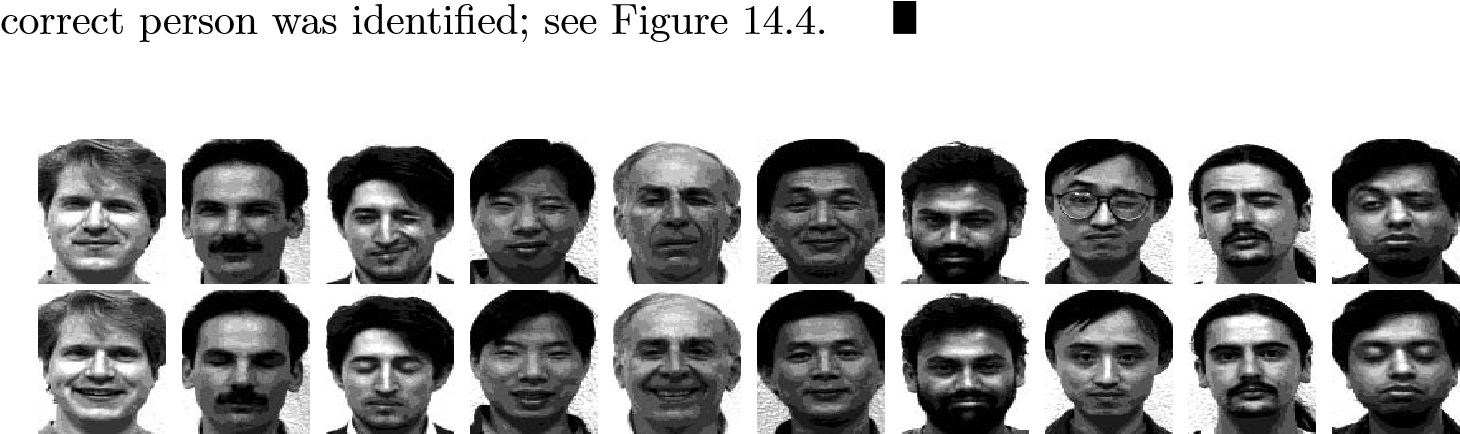 correct person was identified; see Figure 14.4. ■